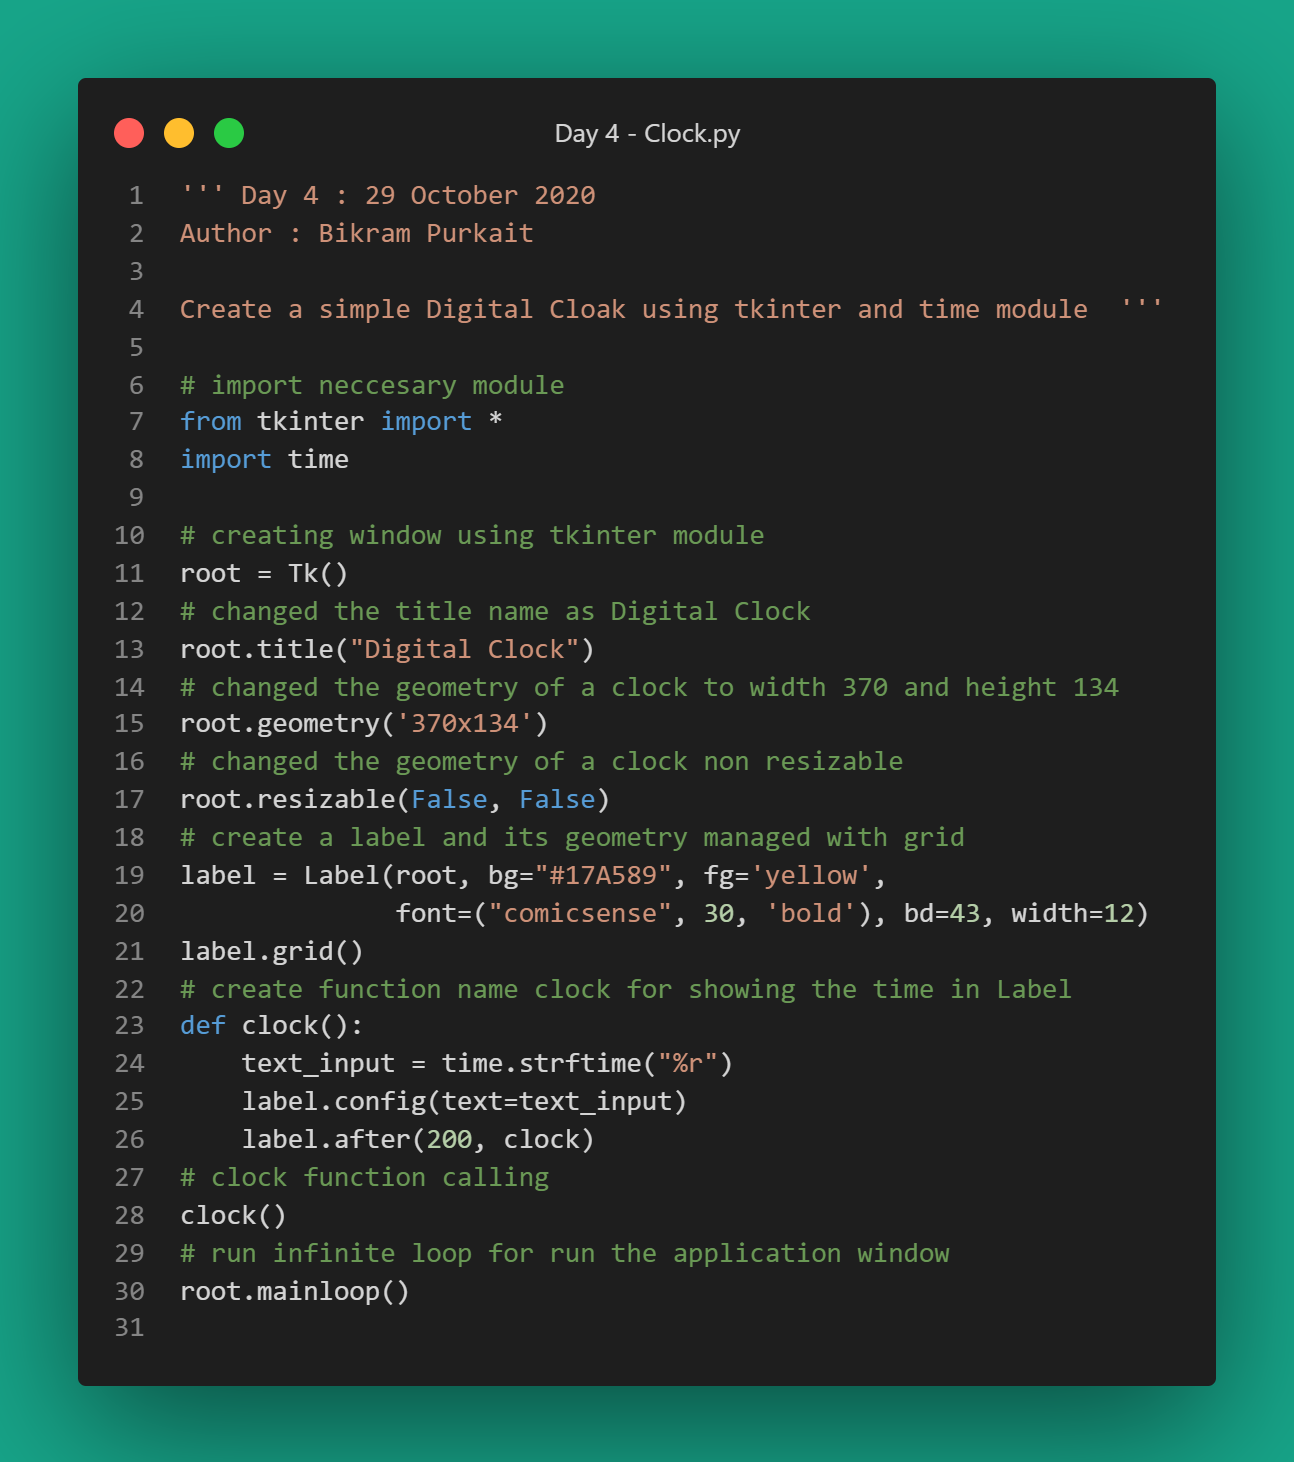 Day 4 - Clock.py
1 ''' Day 4 : 29 October 2020
2 Author : Bikram Purkait
3
4 Create a simple Digital Cloak using tkinter and time module  '''
5
6 # import neccesary module
7 from tkinter import *
8 import time
9
10 # creating window using tkinter module
11 root = Tk()
12 # changed the title name as Digital Clock
13 root.title("Digital Clock")
14 # changed the geometry of a clock to width 370 and height 134
15 root.geometry('370x134')
16 # changed the geometry of a clock non resizable
17 root.resizable(False, False)
18 # create a label and its geometry managed with grid
19 label = Label(root, bg="#17A589", fg='yellow',
20               font=("comicsense", 30, 'bold'), bd=43, width=12)
21 label.grid()
22 # create function name clock for showing the time in Label
23 def clock():
24     text_input = time.strftime("%r")
25     label.config(text=text_input)
26     label.after(200, clock)
27 # clock function calling
28 clock()
29 # run infinite loop for run the application window
30 root.mainloop()
31